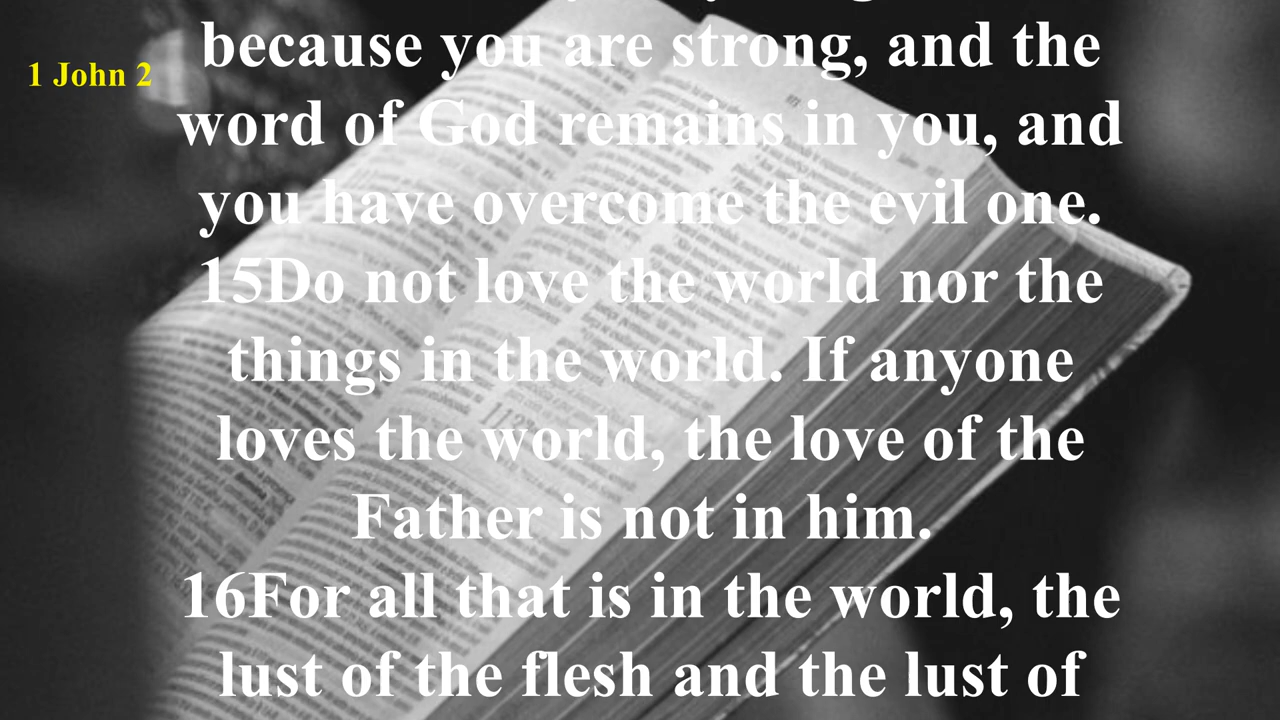 1 John 2
because you are strong, and the
word of God remains in you, and
you have overcome the evil one.
15Do not love the world nor the
things in the world. If anyone
loves the world, the love of the
Father is not in him.
16For all that is in the world, the
lust of the flesh and the lust of